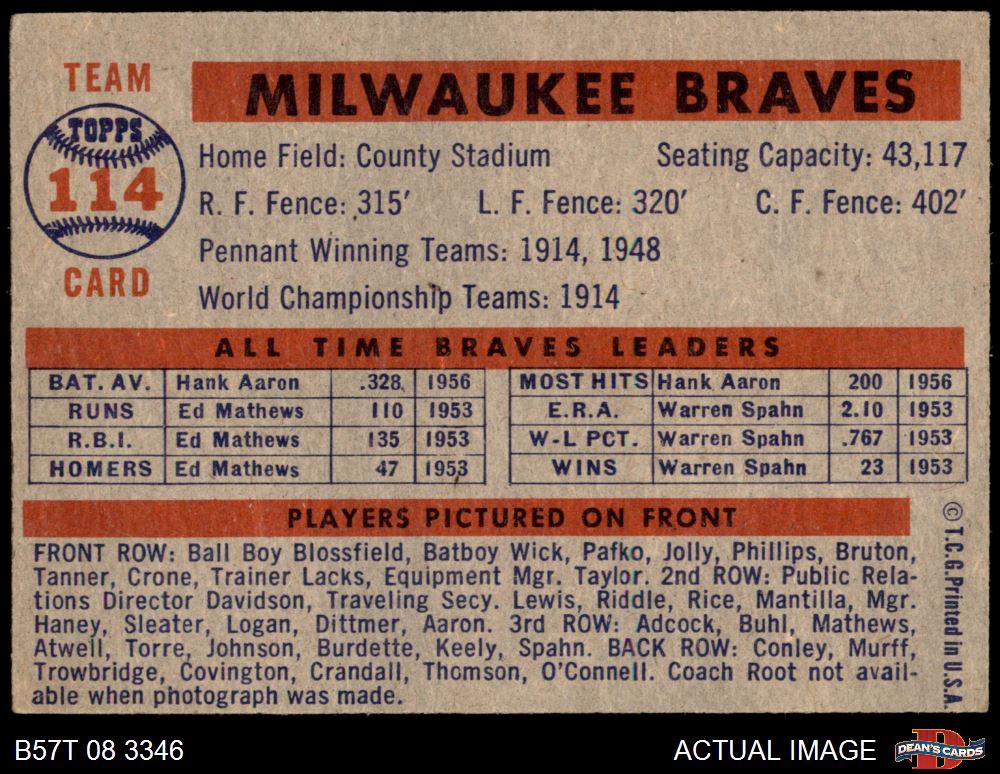 TEAM
TOPPS
114
CARD
MILWAUKEE BRAVES
Home Field: County Stadium Seating Capacity: 43,117
R. F. Fence: 315' L. F. Fence: 320' C. F. Fence: 402'
Pennant Winning Teams: 1914, 1948
World Championship Teams: 1914
ALL TIME BRAVES LEADERS
BAT. AV. Hank Aaron .328 1956 MOST HITS Hank Aaron 200 1956
RUNS Ed Mathews 110 1953 E.R.A. Warren Spahn 2.10 1953
R.B.I. Ed Mathews 135 1953 W-L PCT. Warren Spahn .767 1953
HOMERS Ed Mathews 47 1953 WINS Warren Spahn 23 1953
PLAYERS PICTURED ON FRONT
FRONT ROW: Ball Boy Blossfield, Batboy Wick, Pafko, Jolly, Phillips, Bruton,
Tanner, Crone, Trainer Lacks, Equipment Mgr. Taylor. 2nd ROW: Public Rela-
tions Director Davidson, Traveling Secy. Lewis, Riddle, Rice, Mantilla, Mgr.
Haney, Sleater, Logan, Dittmer, Aaron. 3rd ROW: Adcock, Buhl, Mathews,
Atwell, Torre, Johnson, Burdette, Keely, Spahn. BACK ROW: Conley, Murff,
Trowbridge, Covington, Crandall, Thomson, O'Connell. Coach Root not avail-
able when photograph was made.
© T.C.G. Printed in U.S.A.
B57T 08 3346 ACTUAL IMAGE DEAN'S CARDS